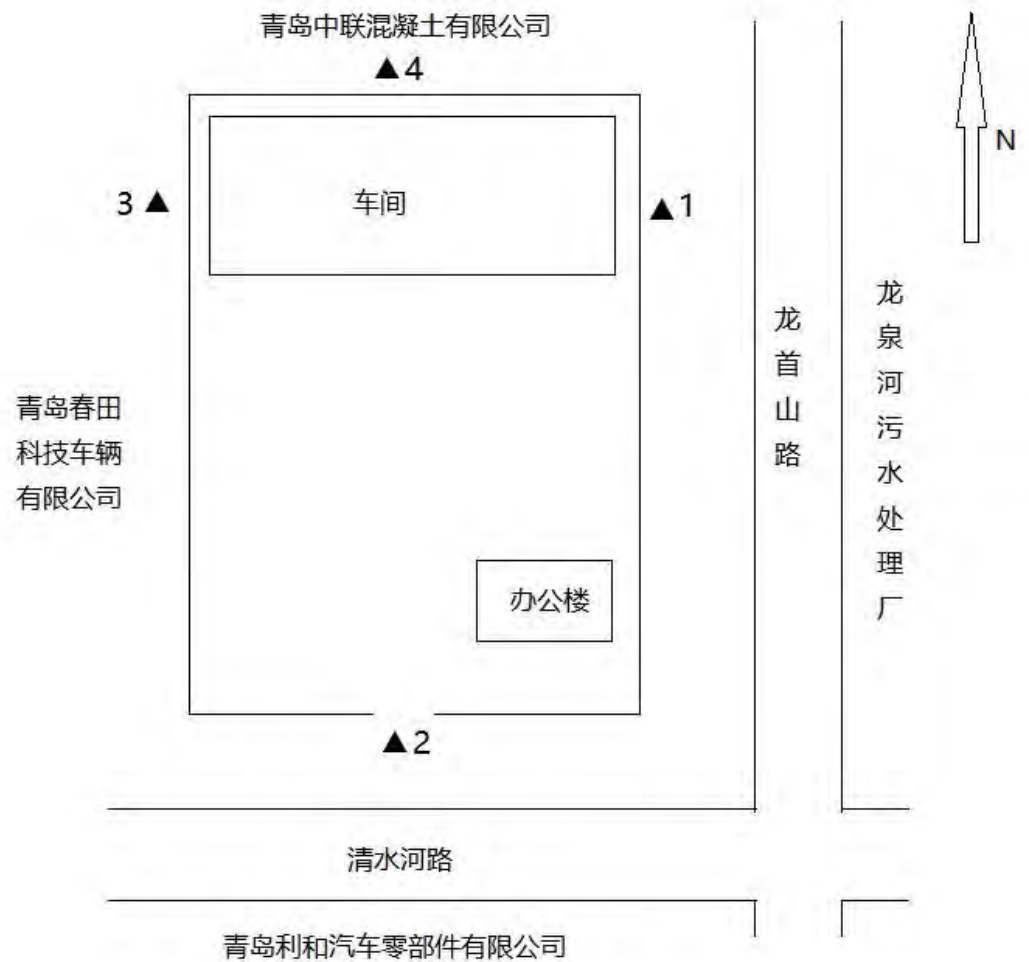 青岛中联混凝土有限公司
▲4
N
3▲
车间
▲1
龙首山路
龙泉河污水处理厂
青岛春田
科技车辆
有限公司
办公楼
▲2
清水河路
青岛利和汽车零部件有限公司